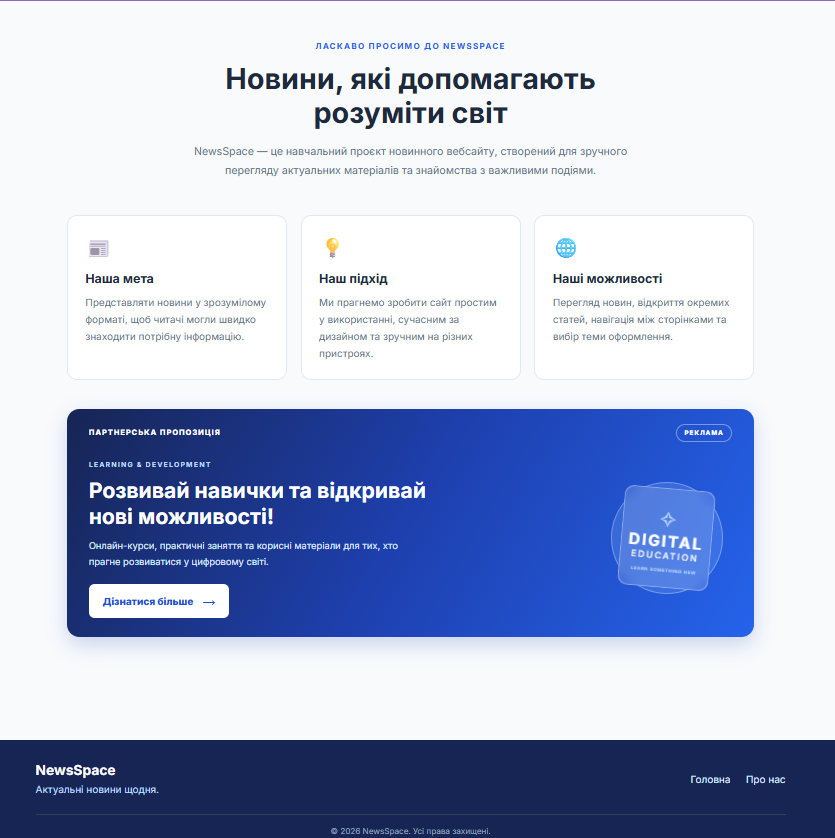 ЛАСКАВО ПРОСИМО ДО NEWSSPACE
Новини, які допомагають
розуміти світ
NewsSpace — це навчальний проєкт новинного вебсайту, створений для зручного
перегляду актуальних матеріалів та знайомства з важливими подіями.
Наша мета
Представляти новини у зрозумілому
форматі, щоб читачі могли швидко
знаходити потрібну інформацію.
Наш підхід
Ми прагнемо зробити сайт простим
у використанні, сучасним за
дизайном та зручним на різних
пристроях.
Наші можливості
Перегляд новин, відкриття окремих
статей, навігація між сторінками та
вибір теми оформлення.
ПАРТНЕРСЬКА ПРОПОЗИЦІЯ
РЕКЛАМА
LEARNING & DEVELOPMENT
Розвивай навички та відкривай
нові можливості!
Онлайн-курси, практичні заняття та корисні матеріали для тих, хто
прагне розвиватися у цифровому світі.
Дізнатися більше →
DIGITAL
EDUCATION
LEARN SOMETHING NEW
NewsSpace
Актуальні новини щодня.
Головна
Про нас
© 2026 NewsSpace. Усі права захищені.